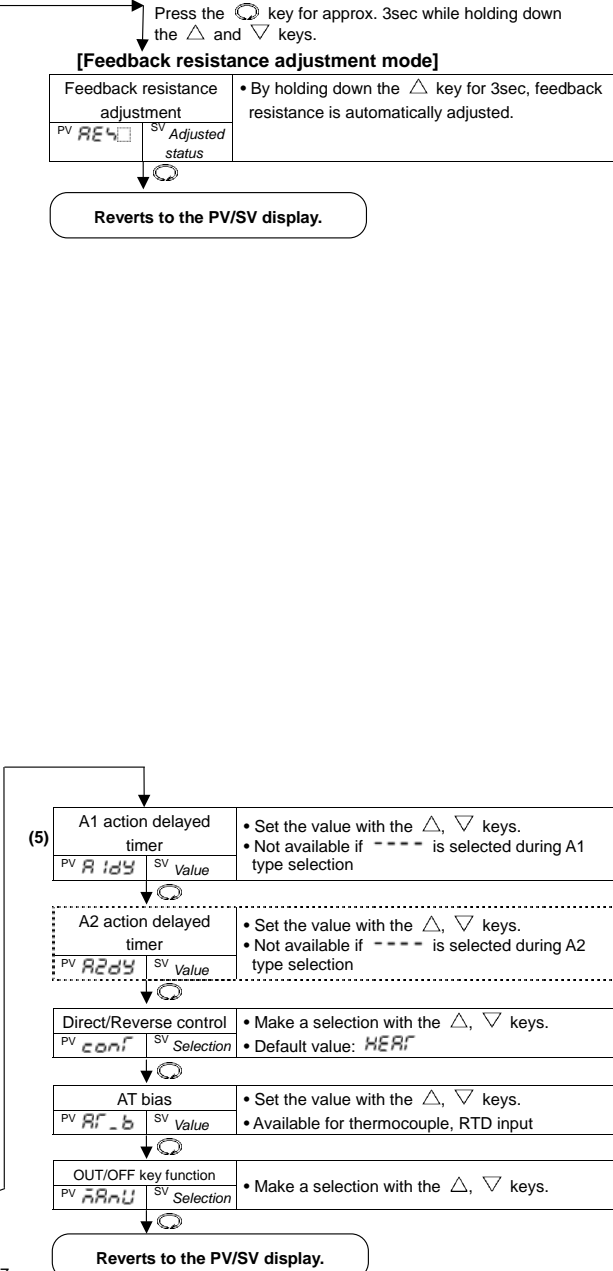 Press the key for approx. 3sec while holding down
the △ and ▽ keys.
[Feedback resistance adjustment mode]
Feedback resistance
adjustment
PV SV Adjusted
status
• By holding down the △ key for 3sec, feedback
resistance is automatically adjusted.
Reverts to the PV/SV display.
(5)
A1 action delayed
timer
PV A1dY SV Value
• Set the value with the △, ▽ keys.
• Not available if ---- is selected during A1
type selection
A2 action delayed
timer
PV A2dY SV Value
• Set the value with the △, ▽ keys.
• Not available if ---- is selected during A2
type selection
Direct/Reverse control
PV conT SV Selection
• Make a selection with the △, ▽ keys.
• Default value: HEAT
AT bias
PV AT_b SV Value
• Set the value with the △, ▽ keys.
• Available for thermocouple, RTD input
OUT/OFF key function
PV MANU SV Selection
• Make a selection with the △, ▽ keys.
Reverts to the PV/SV display.